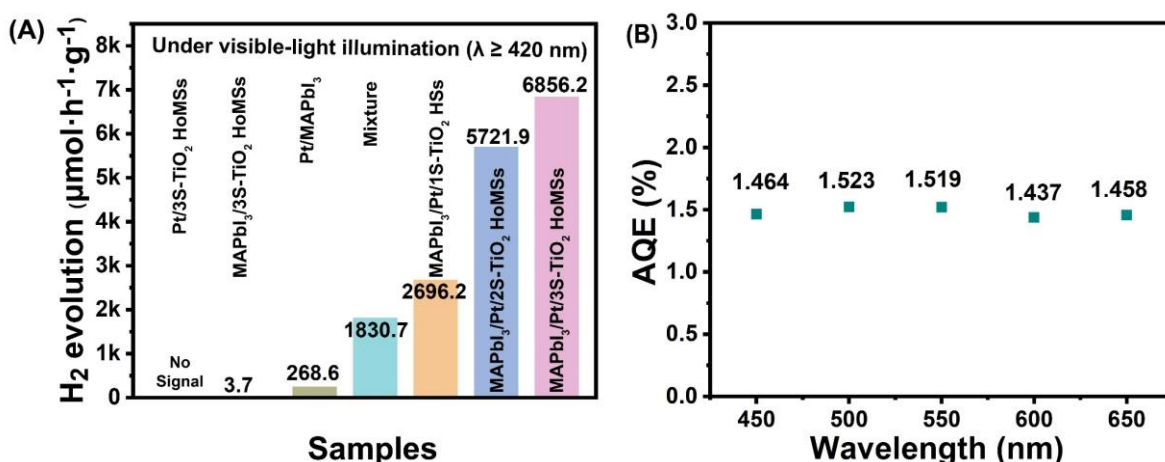 (A)
Under visible-light illumination (λ ≥ 420 nm)
H₂ evolution (μmol·h⁻¹·g⁻¹)
8k
7k
6k
5k
4k
3k
2k
1k
0
Pt/3S-TiO₂ HoMSs
No
Signal
MAPbI₃/3S-TiO₂ HoMSs
3.7
Pt/MAPbI₃
268.6
Mixture
1830.7
MAPbI₃/Pt/1S-TiO₂ HSs
2696.2
5721.9
MAPbI₃/Pt/2S-TiO₂ HoMSs
6856.2
MAPbI₃/Pt/3S-TiO₂ HoMSs
Samples
(B)
AQE (%)
3.0
2.5
2.0
1.5
1.0
0.5
0.0
1.464
1.523
1.519
1.437
1.458
450
500
550
600
650
Wavelength (nm)